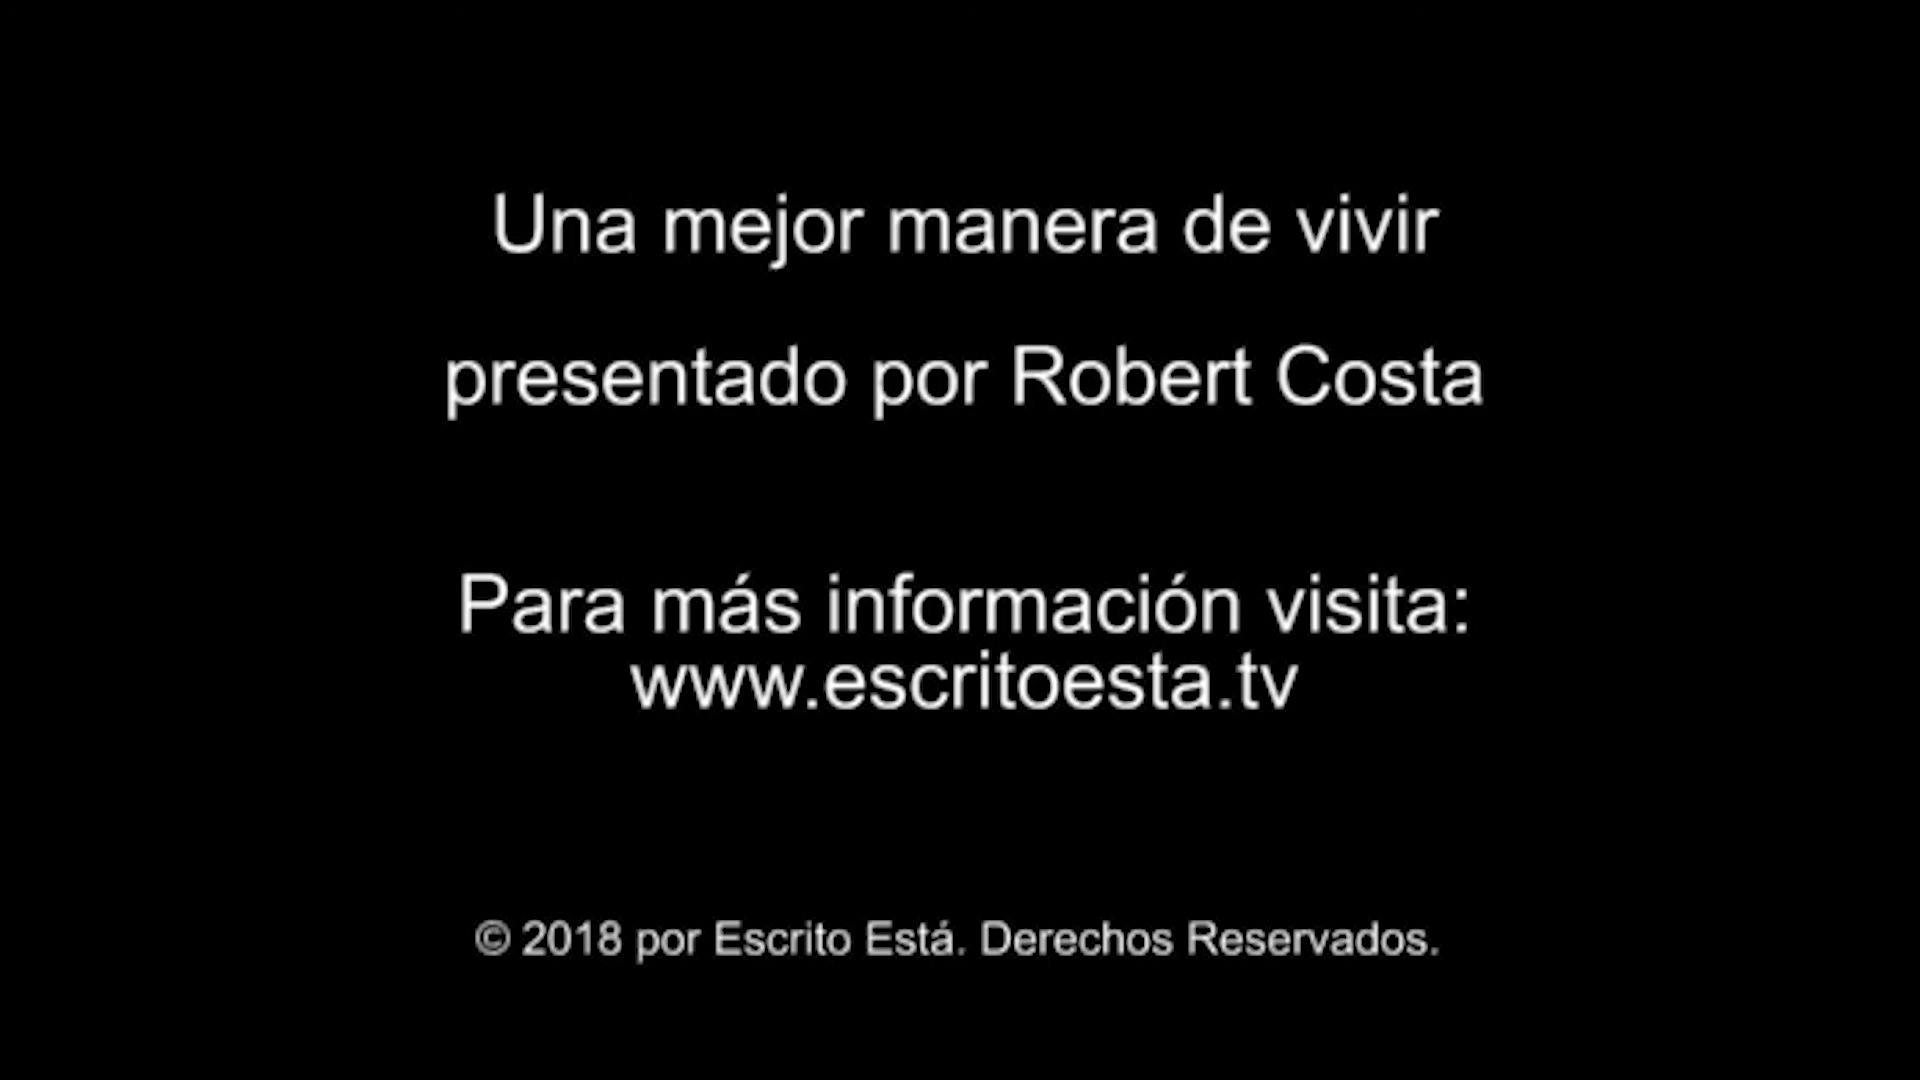 Una mejor manera de vivir
presentado por Robert Costa
Para más información visita:
www.escritoesta.tv
© 2018 por Escrito Está. Derechos Reservados.